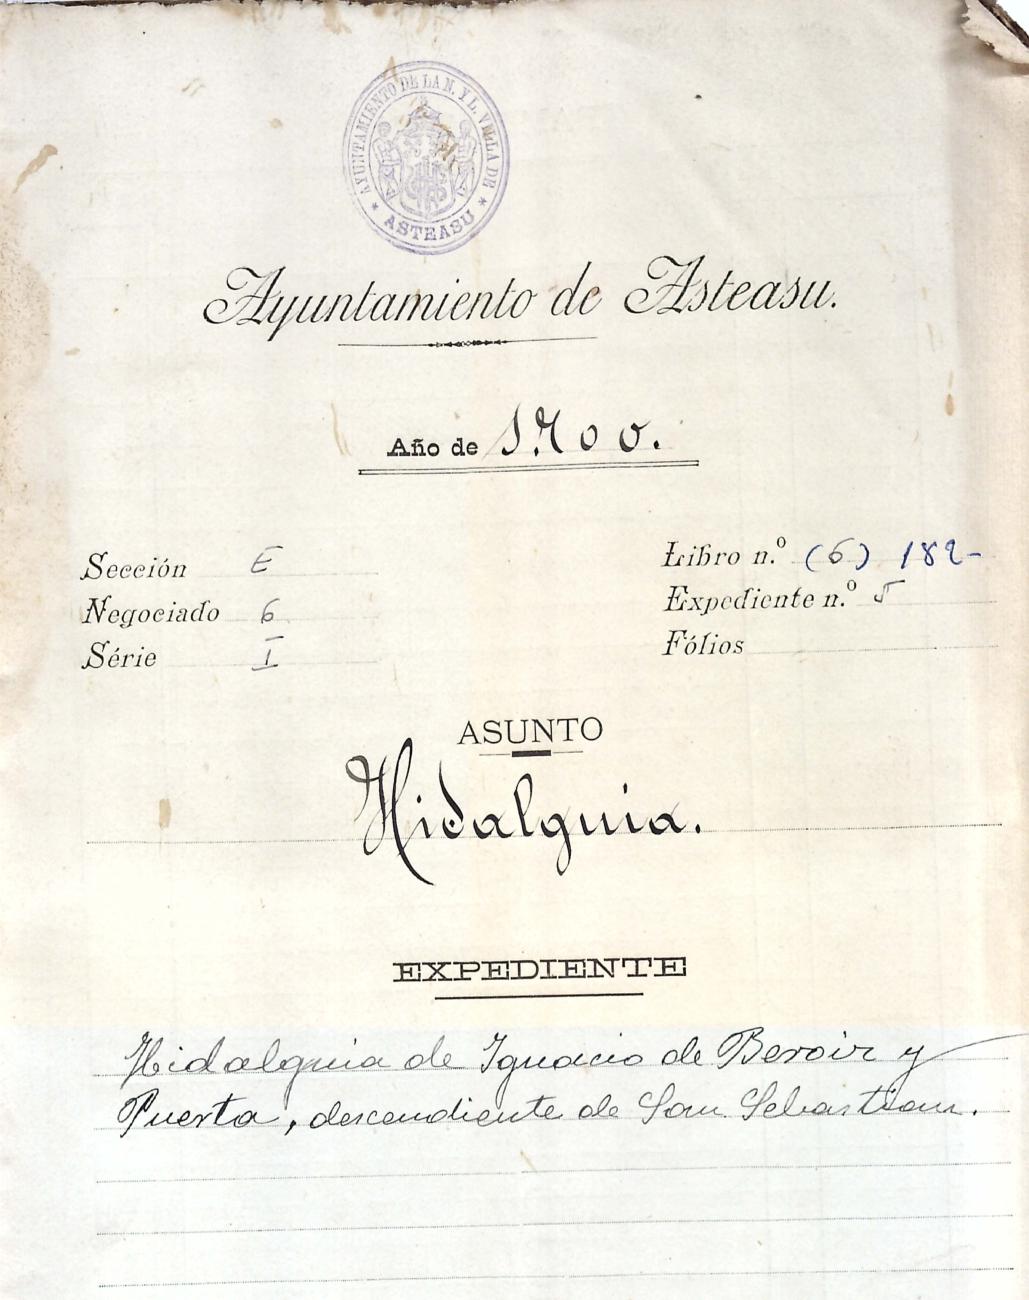 AYUNTAMIENTO DE LA N. Y L. VILLA DE
* ASTEASU *
Ayuntamiento de Asteasu.
Año de 1700.
Sección E
Negociado 6
Série I
Libro n.º (6) 182-
Expediente n.º 5
Fólios
ASUNTO
Hidalguia.
EXPEDIENTE
Hidalguia de Ignacio de Beroiz y
Puerta, descendiente de San Sebastian.